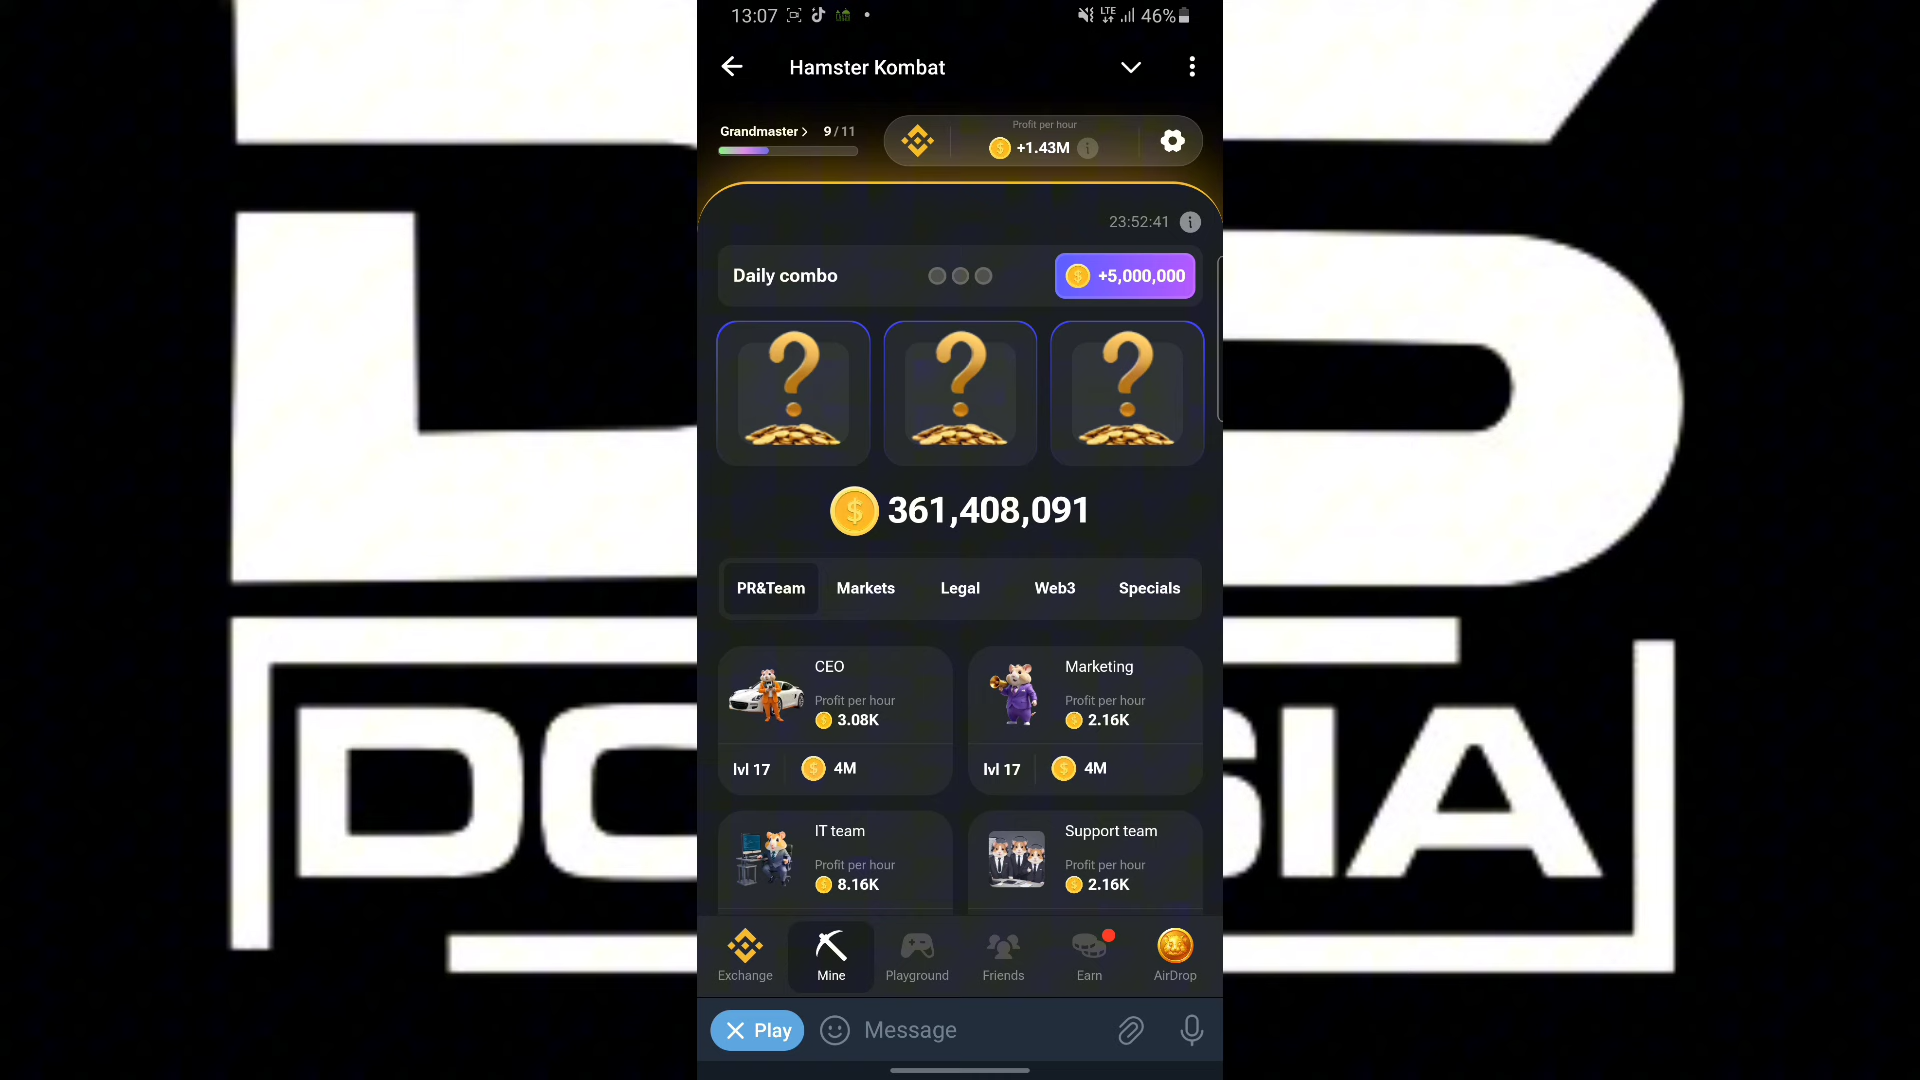 13:07
LTE
46%
Hamster Kombat
Grandmaster >
9 / 11
Profit per hour
+1.43M
23:52:41
Daily combo
+5,000,000
361,408,091
PR&Team Markets Legal Web3 Specials
CEO
Profit per hour
3.08K
lvl 17
4M
Marketing
Profit per hour
2.16K
lvl 17
4M
IT team
Profit per hour
8.16K
Support team
Profit per hour
2.16K
Exchange Mine Playground Friends Earn AirDrop
Play
Message